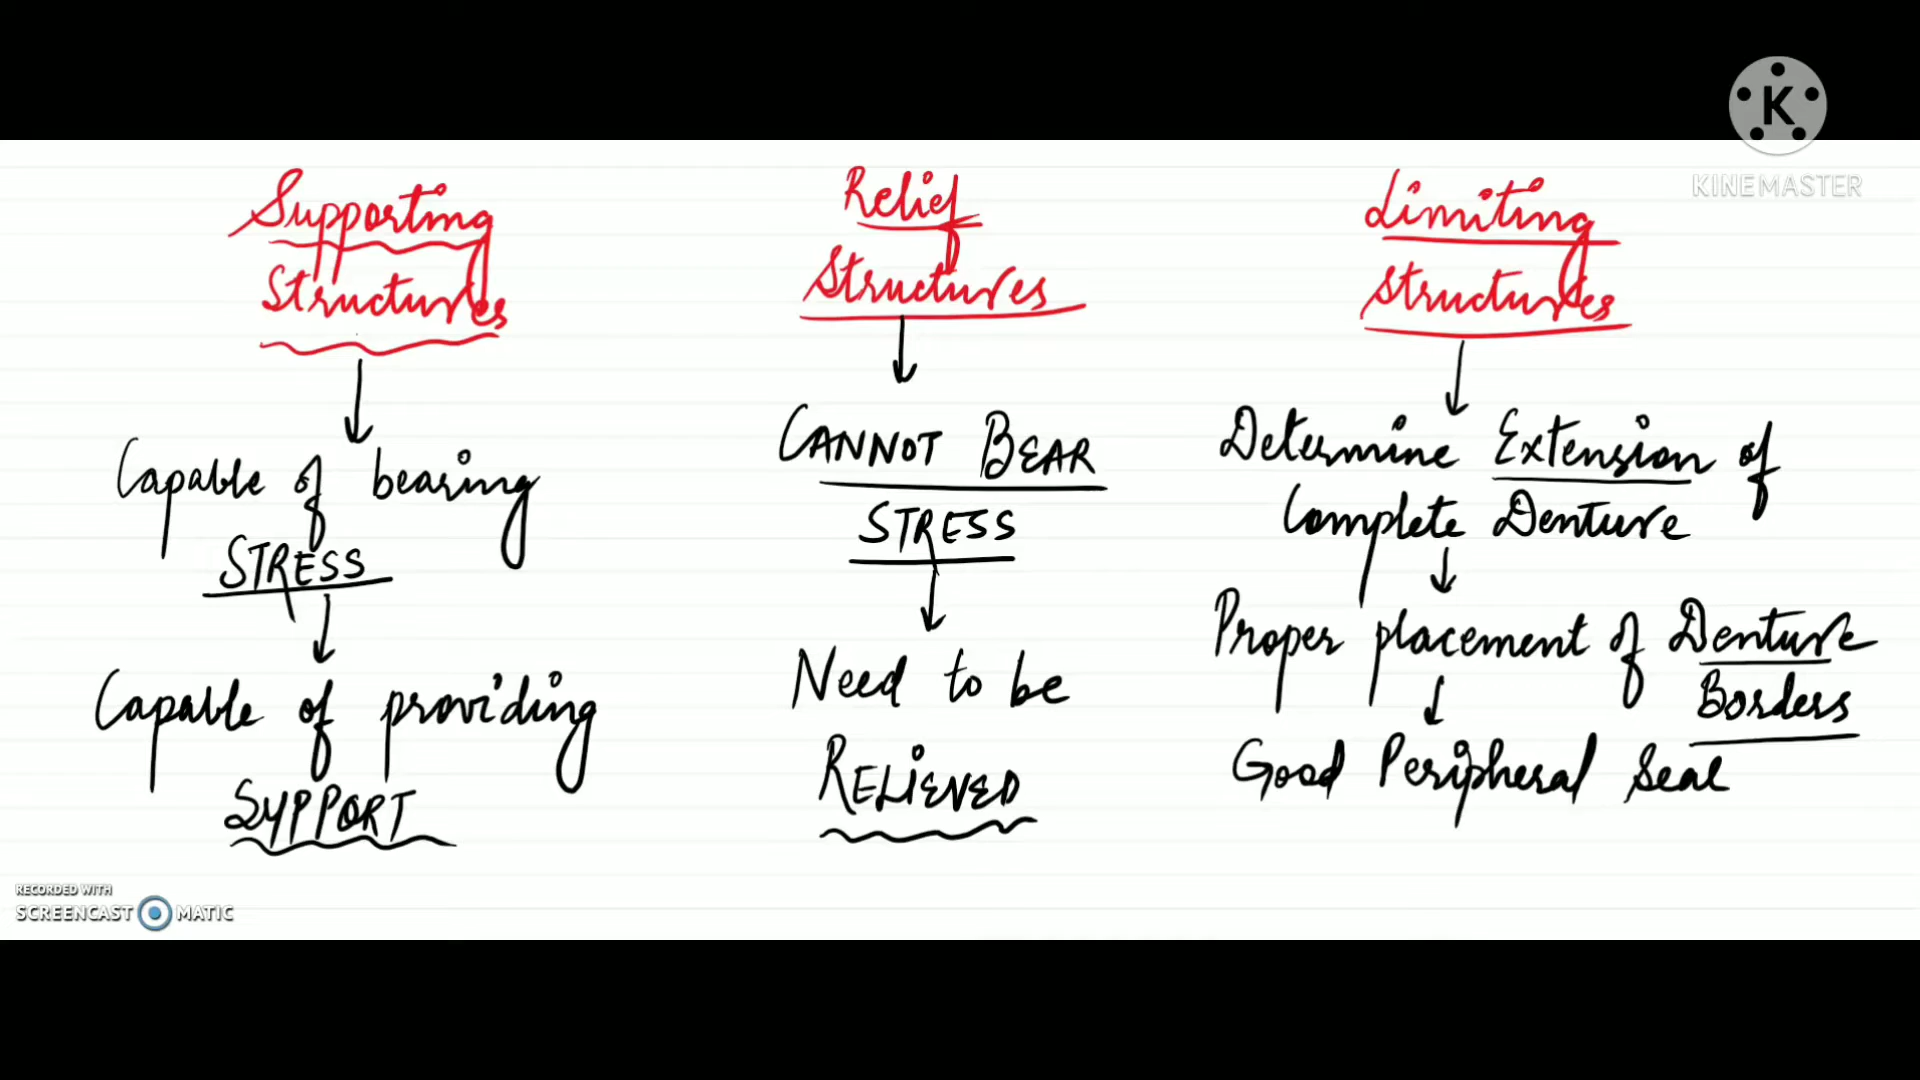 K
KINEMASTER
Supporting
Structures
Capable of bearing
STRESS
Capable of providing
SUPPORT
Relief
Structures
CANNOT BEAR
STRESS
Need to be
RELIEVED
Limiting
structures
Determine Extension of
Complete Denture
Proper placement of Denture
Borders
Good Peripheral Seal
RECORDED WITH
SCREENCAST MATIC